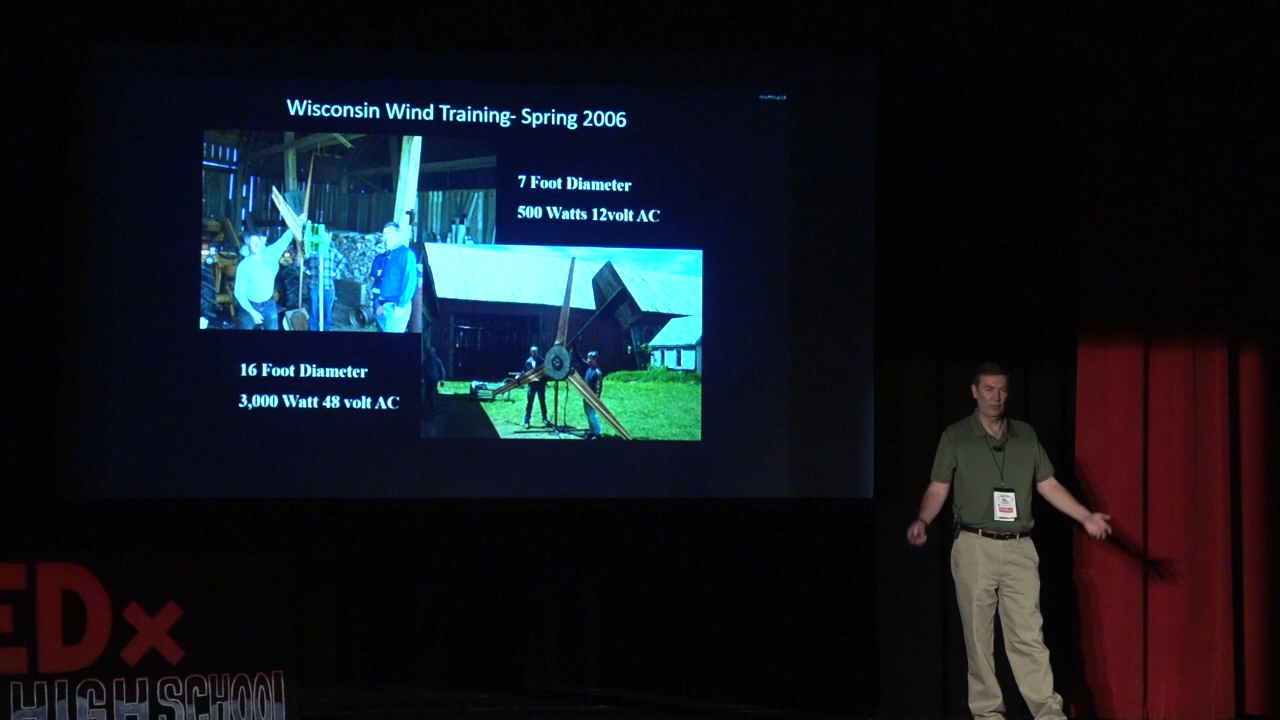 Wisconsin Wind Training- Spring 2006
7 Foot Diameter
500 Watts 12volt AC
16 Foot Diameter
3,000 Watt 48 volt AC
EDx
HIGH SCHOOL